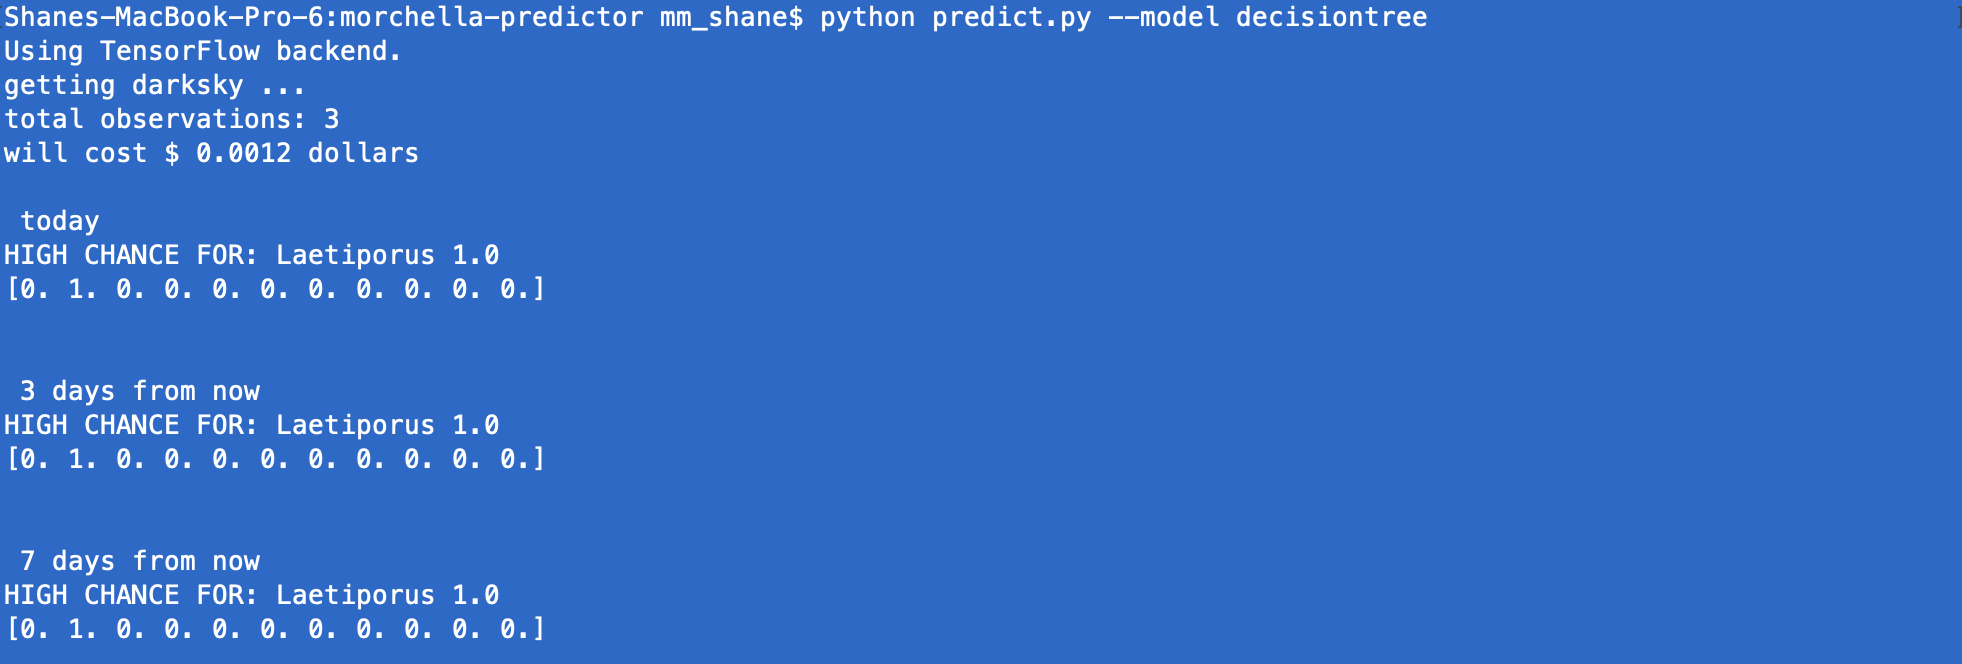 Shanes-MacBook-Pro-6:morchella-predictor mm_shane$ python predict.py --model decisiontree
Using TensorFlow backend.
getting darksky ...
total observations: 3
will cost $ 0.0012 dollars
today
HIGH CHANCE FOR: Laetiporus 1.0
[0. 1. 0. 0. 0. 0. 0. 0. 0. 0. 0.]
3 days from now
HIGH CHANCE FOR: Laetiporus 1.0
[0. 1. 0. 0. 0. 0. 0. 0. 0. 0. 0.]
7 days from now
HIGH CHANCE FOR: Laetiporus 1.0
[0. 1. 0. 0. 0. 0. 0. 0. 0. 0. 0.]